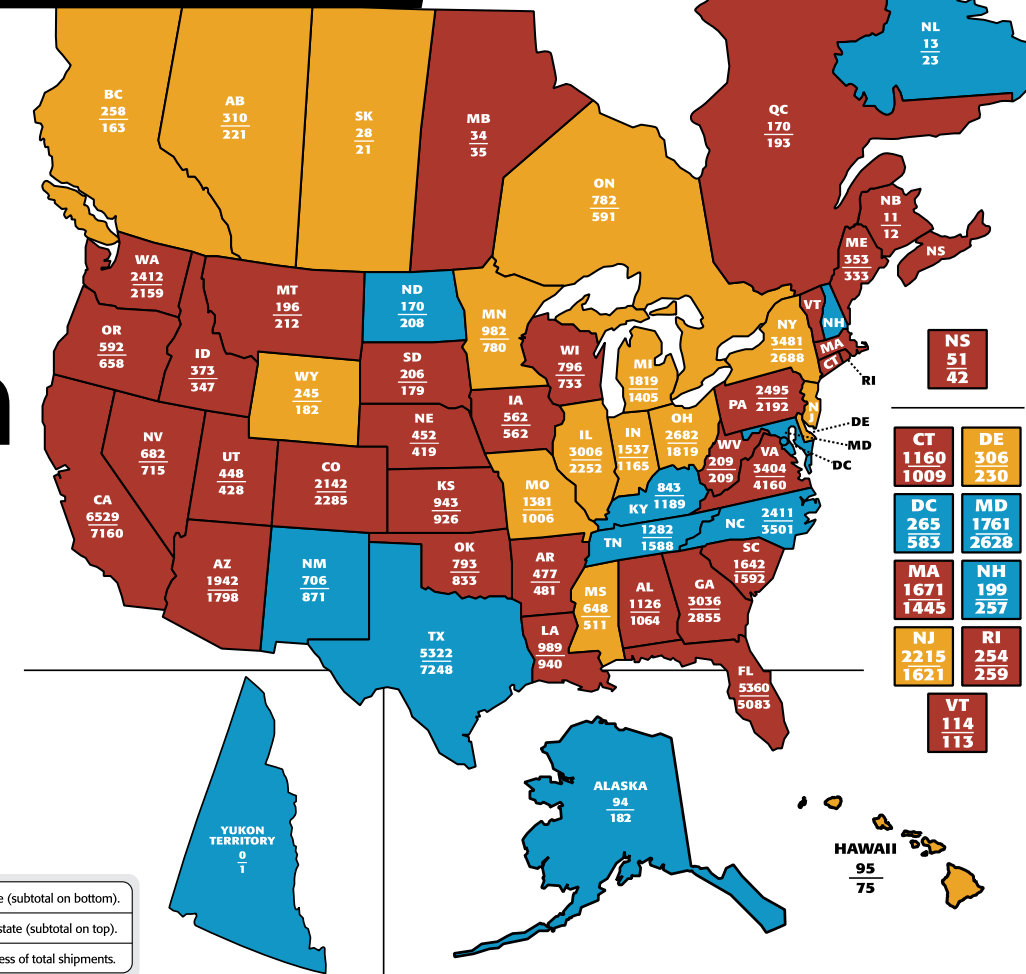 NL
13
23
BC
258
163
AB
310
221
SK
28
21
MB
34
35
QC
170
193
ON
782
591
NB
11
12
NS
ME
353
333
WA
2412
2159
MT
196
212
ND
170
208
MN
982
780
VT
NH
NY
3481
2688
MA
CT
RI
OR
592
658
ID
373
347
WY
245
182
SD
206
179
WI
796
733
MI
1819
1405
NS
51
42
PA
2495
2192
NJ
DE
MD
DC
NE
452
419
IA
562
562
IL
3006
2252
IN
1537
1165
OH
2682
1819
WV
209
209
VA
3404
4160
NV
682
715
UT
448
428
CO
2142
2285
KS
943
926
MO
1381
1006
KY
843
1189
CA
6529
7160
TN
1282
1588
NC
2411
3501
AZ
1942
1798
NM
706
871
OK
793
833
AR
477
481
MS
648
511
AL
1126
1064
GA
3036
2855
SC
1642
1592
TX
5322
7248
LA
989
940
FL
5360
5083
CT
1160
1009
DE
306
230
DC
265
583
MD
1761
2628
MA
1671
1445
NH
199
257
NJ
2215
1621
RI
254
259
VT
114
113
YUKON
TERRITORY
0
1
ALASKA
94
182
HAWAII
95
75
(subtotal on bottom).
state (subtotal on top).
of total shipments.